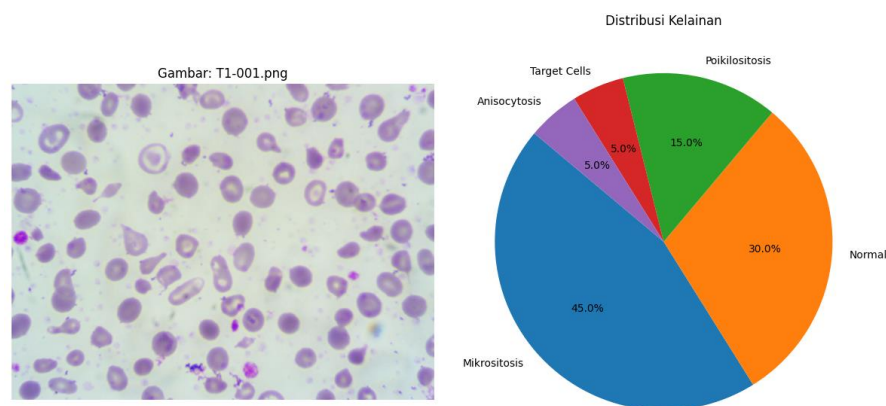 Gambar: T1-001.png
Distribusi Kelainan
Target Cells
Poikilositosis
Anisocytosis
5.0%
5.0%
15.0%
30.0%
Normal
45.0%
Mikrositosis